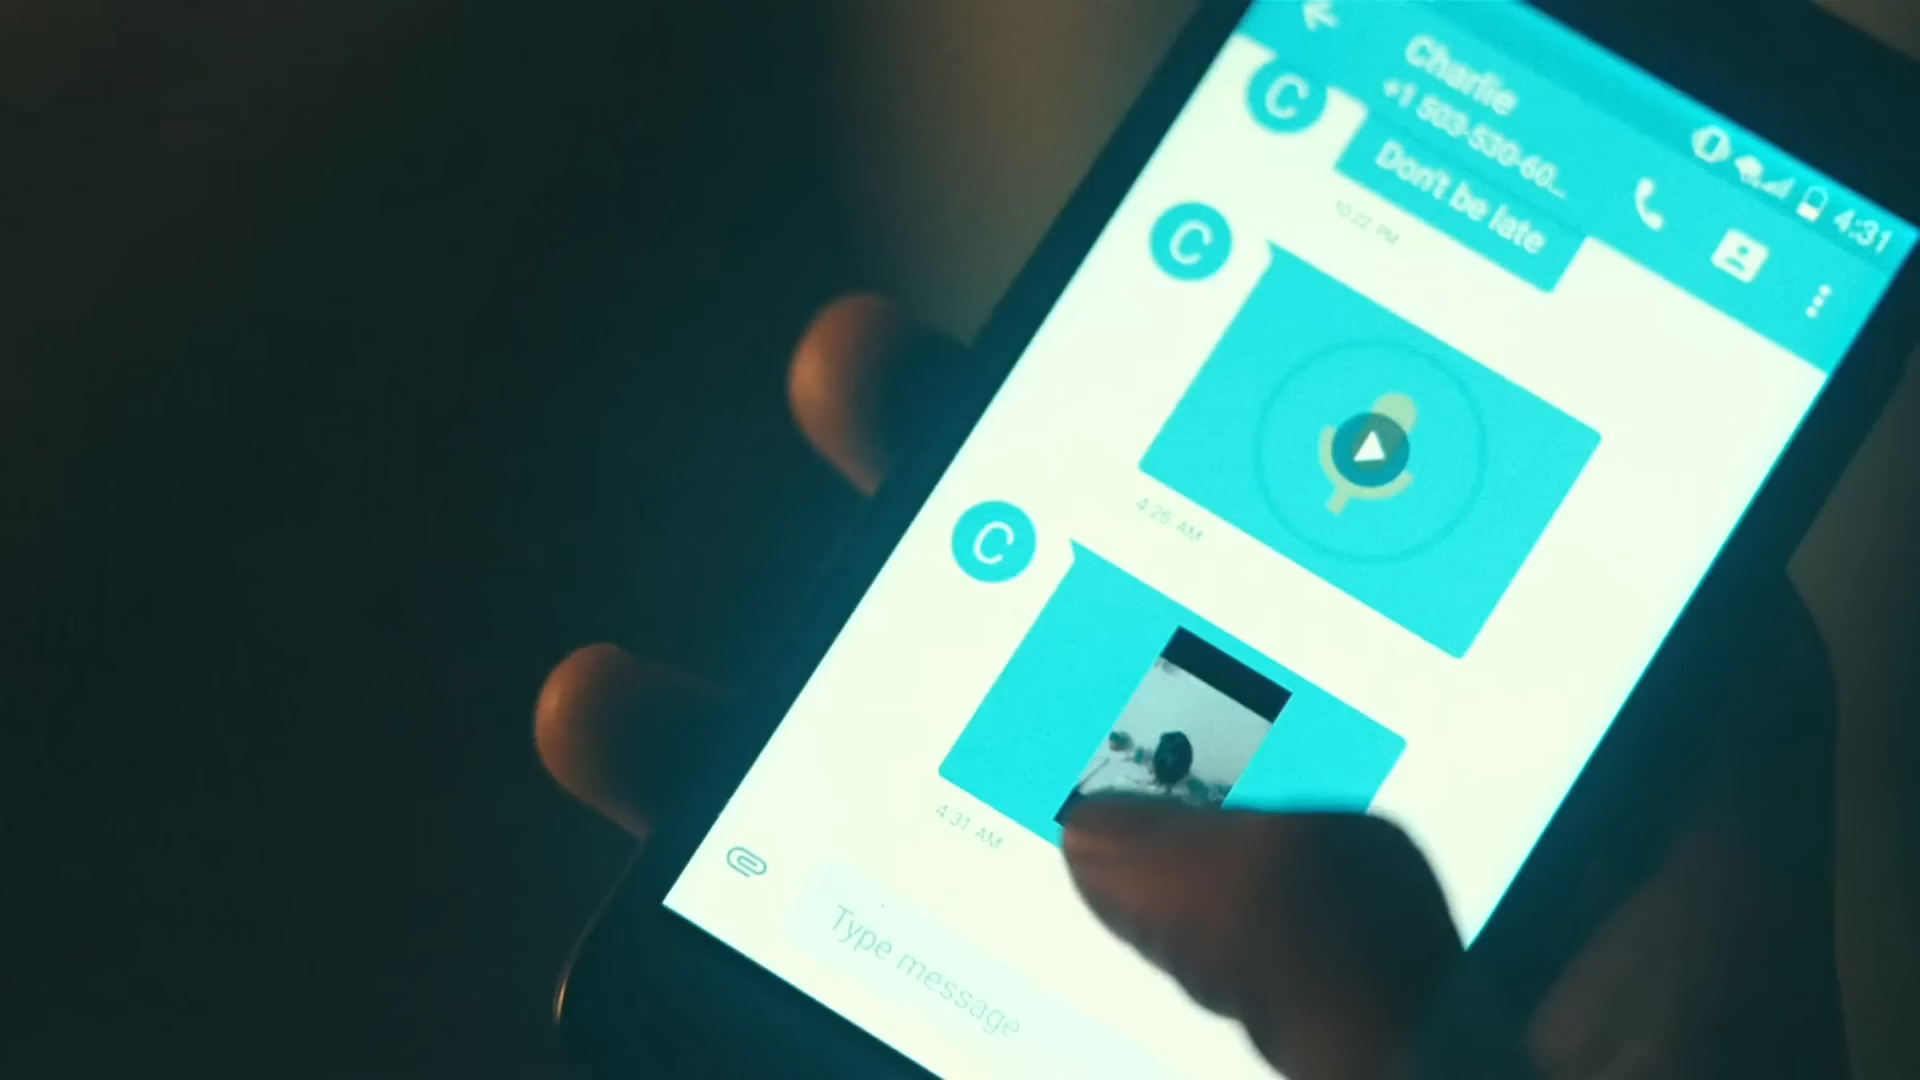 4:31
Charlie
+1 503-530-60...
C
Don't be late
10:22 PM
C
4:26 AM
C
4:31 AM
Type message